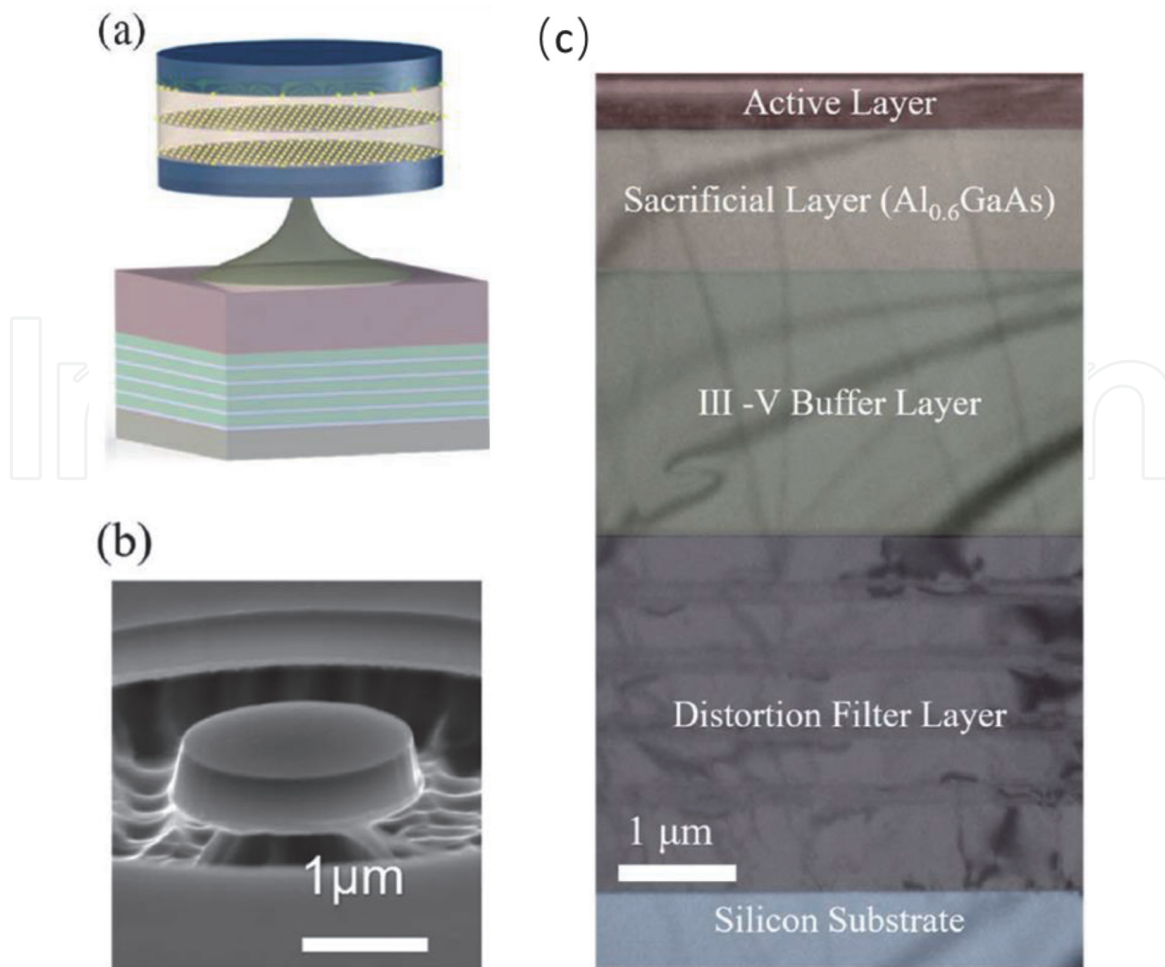 (a)
(c)
Active Layer
Sacrificial Layer (Al₀.₆GaAs)
III -V Buffer Layer
(b)
Distortion Filter Layer
1 μm
1μm
Silicon Substrate